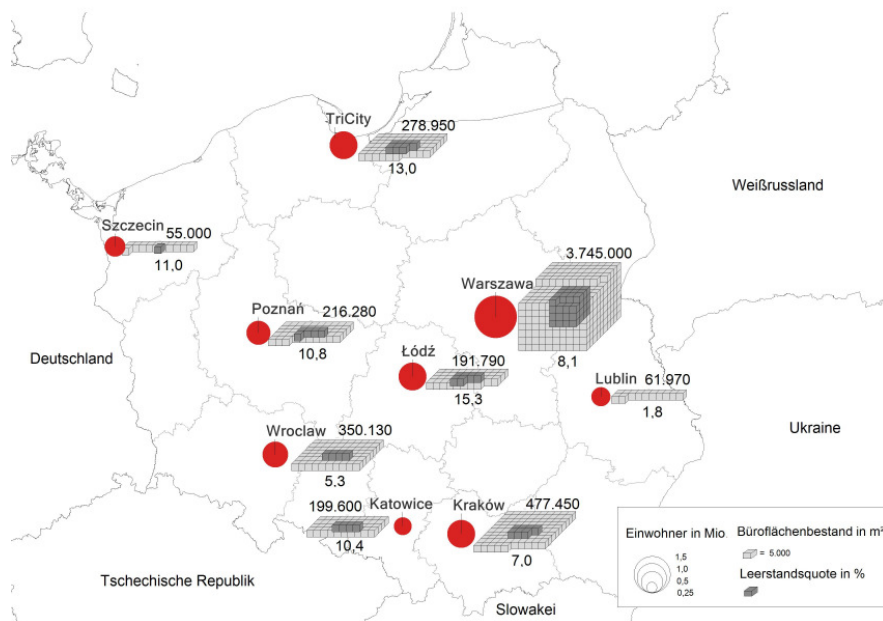 TriCity
278.950
13,0
Weißrussland
Szczecin
55.000
11,0
3.745.000
Warszawa
8,1
Poznań
216.280
10,8
Deutschland
Łódź
191.790
15,3
Lublin
61.970
1,8
Ukraine
Wroclaw
350.130
5,3
199.600
Katowice
10,4
Kraków
477.450
7,0
Tschechische Republik
Slowakei
Einwohner in Mio
1,5
1,0
0,5
0,25
Büroflächenbestand in m²
= 5.000
Leerstandsquote in %